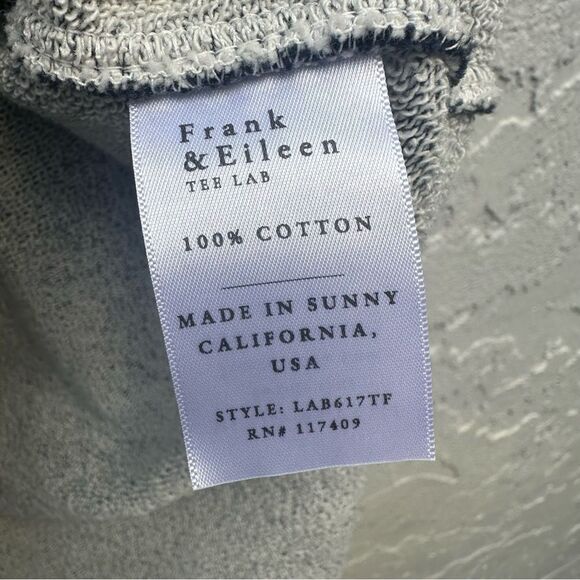 Frank
& Eileen
TEE LAB
100% COTTON
MADE IN SUNNY
CALIFORNIA,
USA
STYLE: LAB617TF
RN# 117409